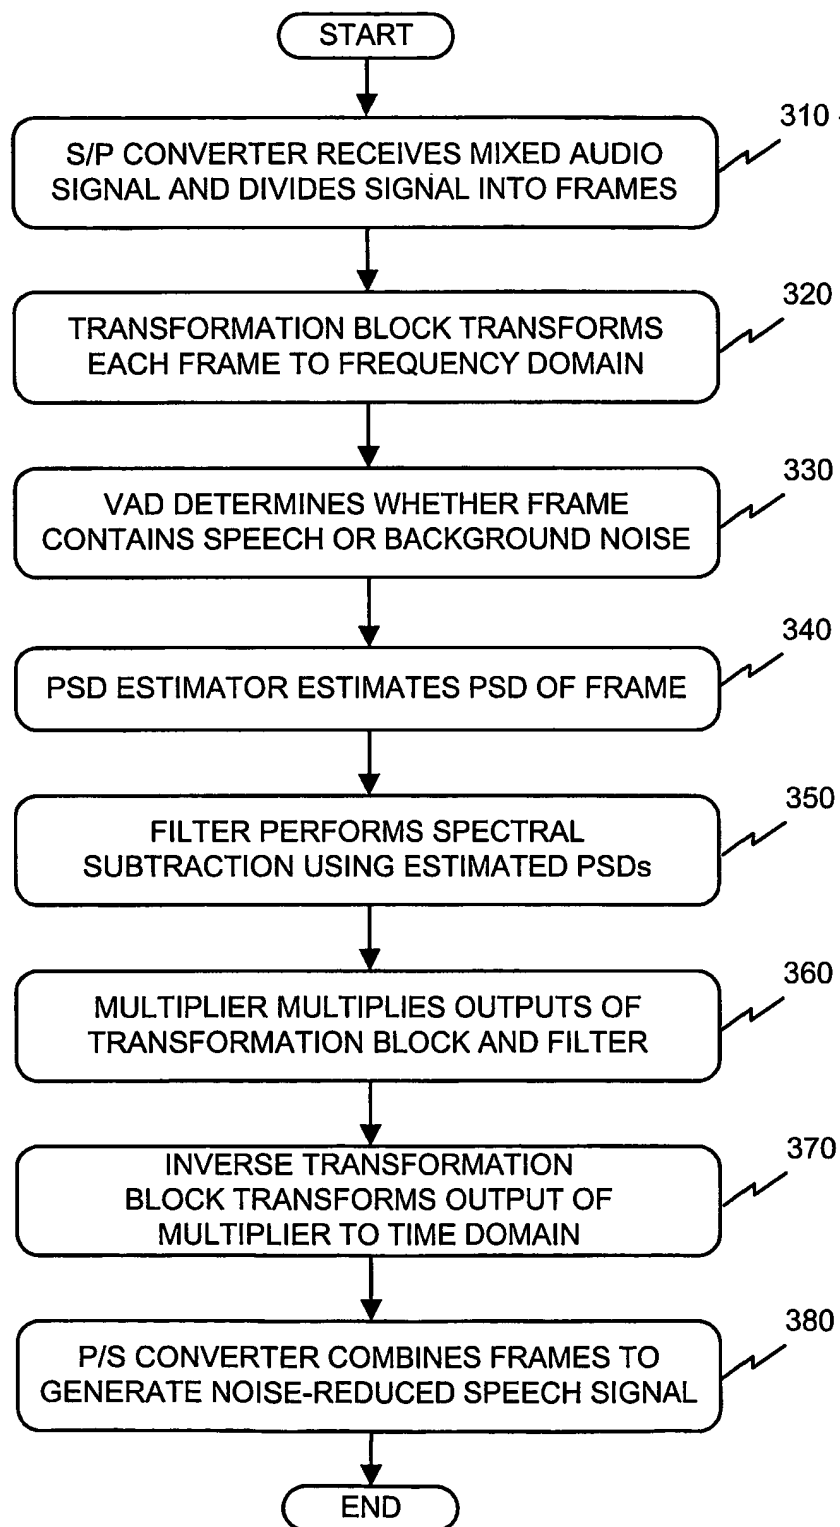 START
310
S/P CONVERTER RECEIVES MIXED AUDIO
SIGNAL AND DIVIDES SIGNAL INTO FRAMES
320
TRANSFORMATION BLOCK TRANSFORMS
EACH FRAME TO FREQUENCY DOMAIN
330
VAD DETERMINES WHETHER FRAME
CONTAINS SPEECH OR BACKGROUND NOISE
340
PSD ESTIMATOR ESTIMATES PSD OF FRAME
350
FILTER PERFORMS SPECTRAL
SUBTRACTION USING ESTIMATED PSDs
360
MULTIPLIER MULTIPLIES OUTPUTS OF
TRANSFORMATION BLOCK AND FILTER
370
INVERSE TRANSFORMATION
BLOCK TRANSFORMS OUTPUT OF
MULTIPLIER TO TIME DOMAIN
380
P/S CONVERTER COMBINES FRAMES TO
GENERATE NOISE-REDUCED SPEECH SIGNAL
END